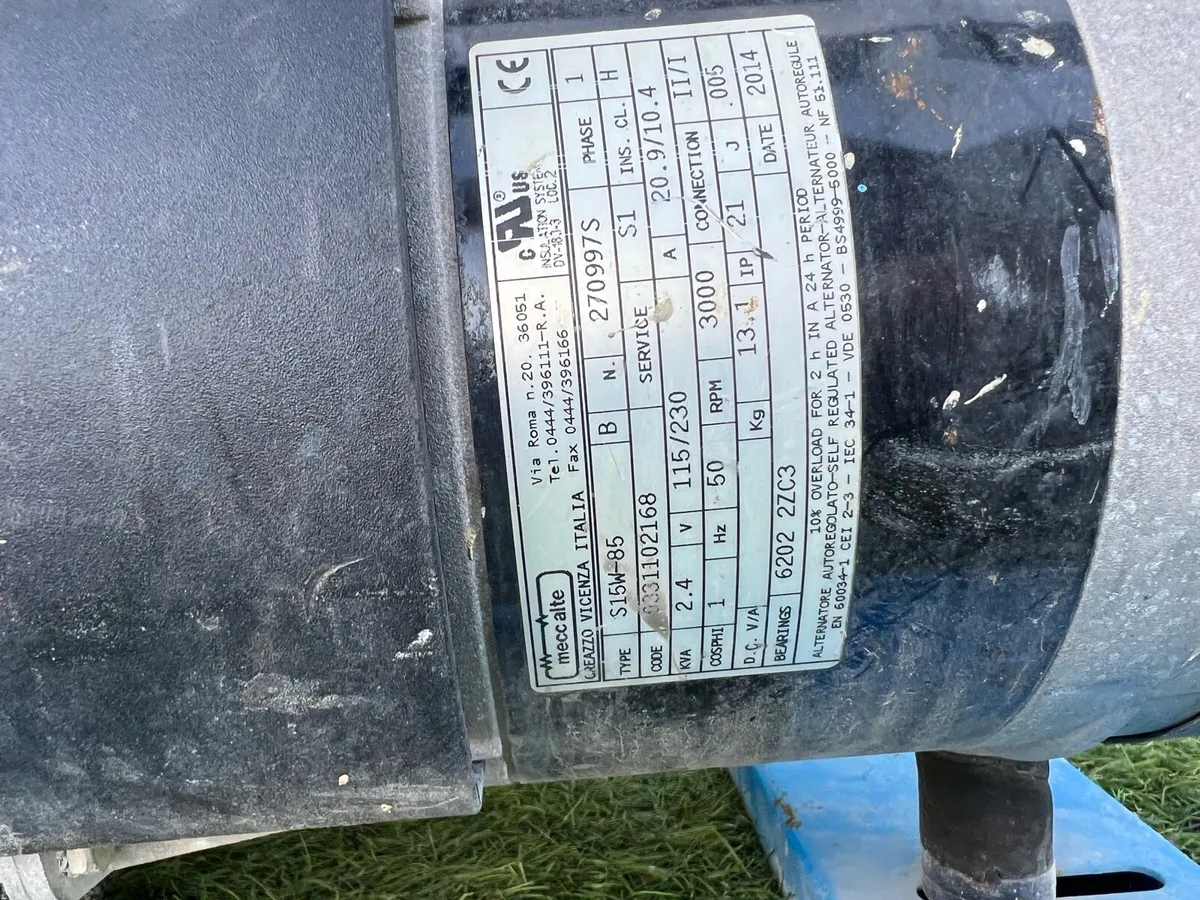 meccalte
Via Roma n.20. 36051
Tel.0444/396111-R.A.
CREAZZO VICENZA ITALIA Fax 0444/396166
c RU ® US
INSULATION SYSTEM
LOC.2
CE
TYPE S15W-85 B N. 270997S PHASE 1
CODE 0331102168 SERVICE S1 INS. CL. H
KVA 2.4 V 115/230 A 20.9/10.4
COSPHI 1 Hz 50 RPM 3000 CONNECTION II/I
D.C. V/A Kg 13.1 IP 21 J .005
BEARINGS 6202 2ZC3 DATE 2014
10% OVERLOAD FOR 2 h IN A 24 h PERIOD
ALTERNATORE AUTOREGOLATO-SELF REGULATED ALTERNATOR-ALTERNATEUR AUTOREGULE
EN 60034-1 CEI 2-3 - IEC 34-1 - VDE 0530 - BS4999-5000 - NF 51.111